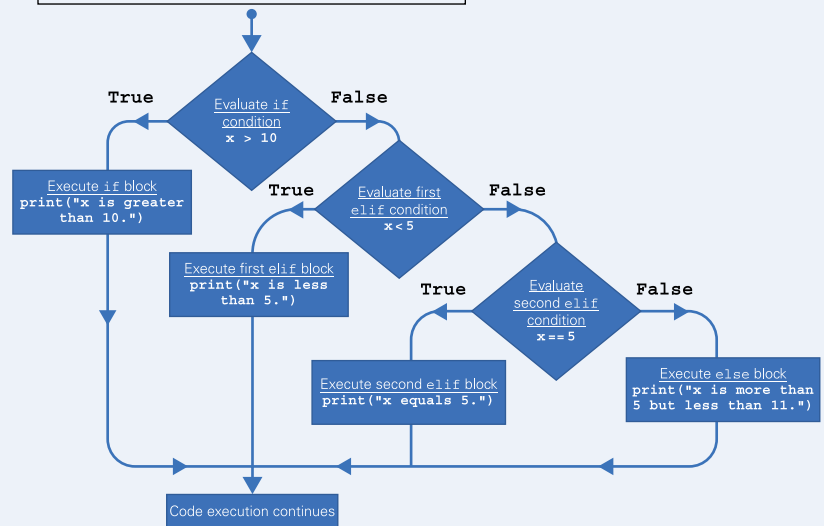 True
False
Evaluate if
condition
x > 10
Execute if block
print("x is greater
than 10.")
True
False
Evaluate first
elif condition
x < 5
Execute first elif block
print("x is less
than 5.")
True
False
Evaluate
second elif
condition
x == 5
Execute second elif block
print("x equals 5.")
Execute else block
print("x is more than
5 but less than 11.")
Code execution continues